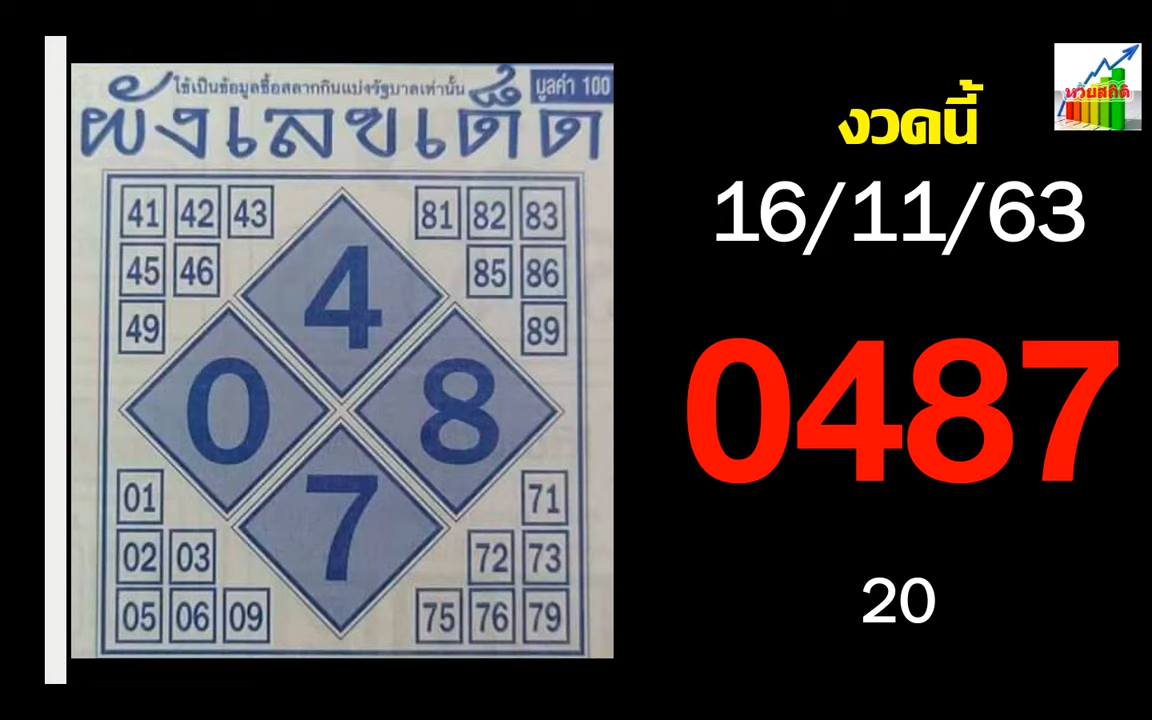 ใช้เป็นข้อมูลซื้อสลากกินแบ่งรัฐบาลเท่านั้น
มูลค่า 100
ผังเลขเด็ด
41 42 43
81 82 83
45 46
85 86
49
89
4
0 8
7
01
71
02 03
72 73
05 06 09
75 76 79
หวยสถิติ
งวดนี้
16/11/63
0487
20